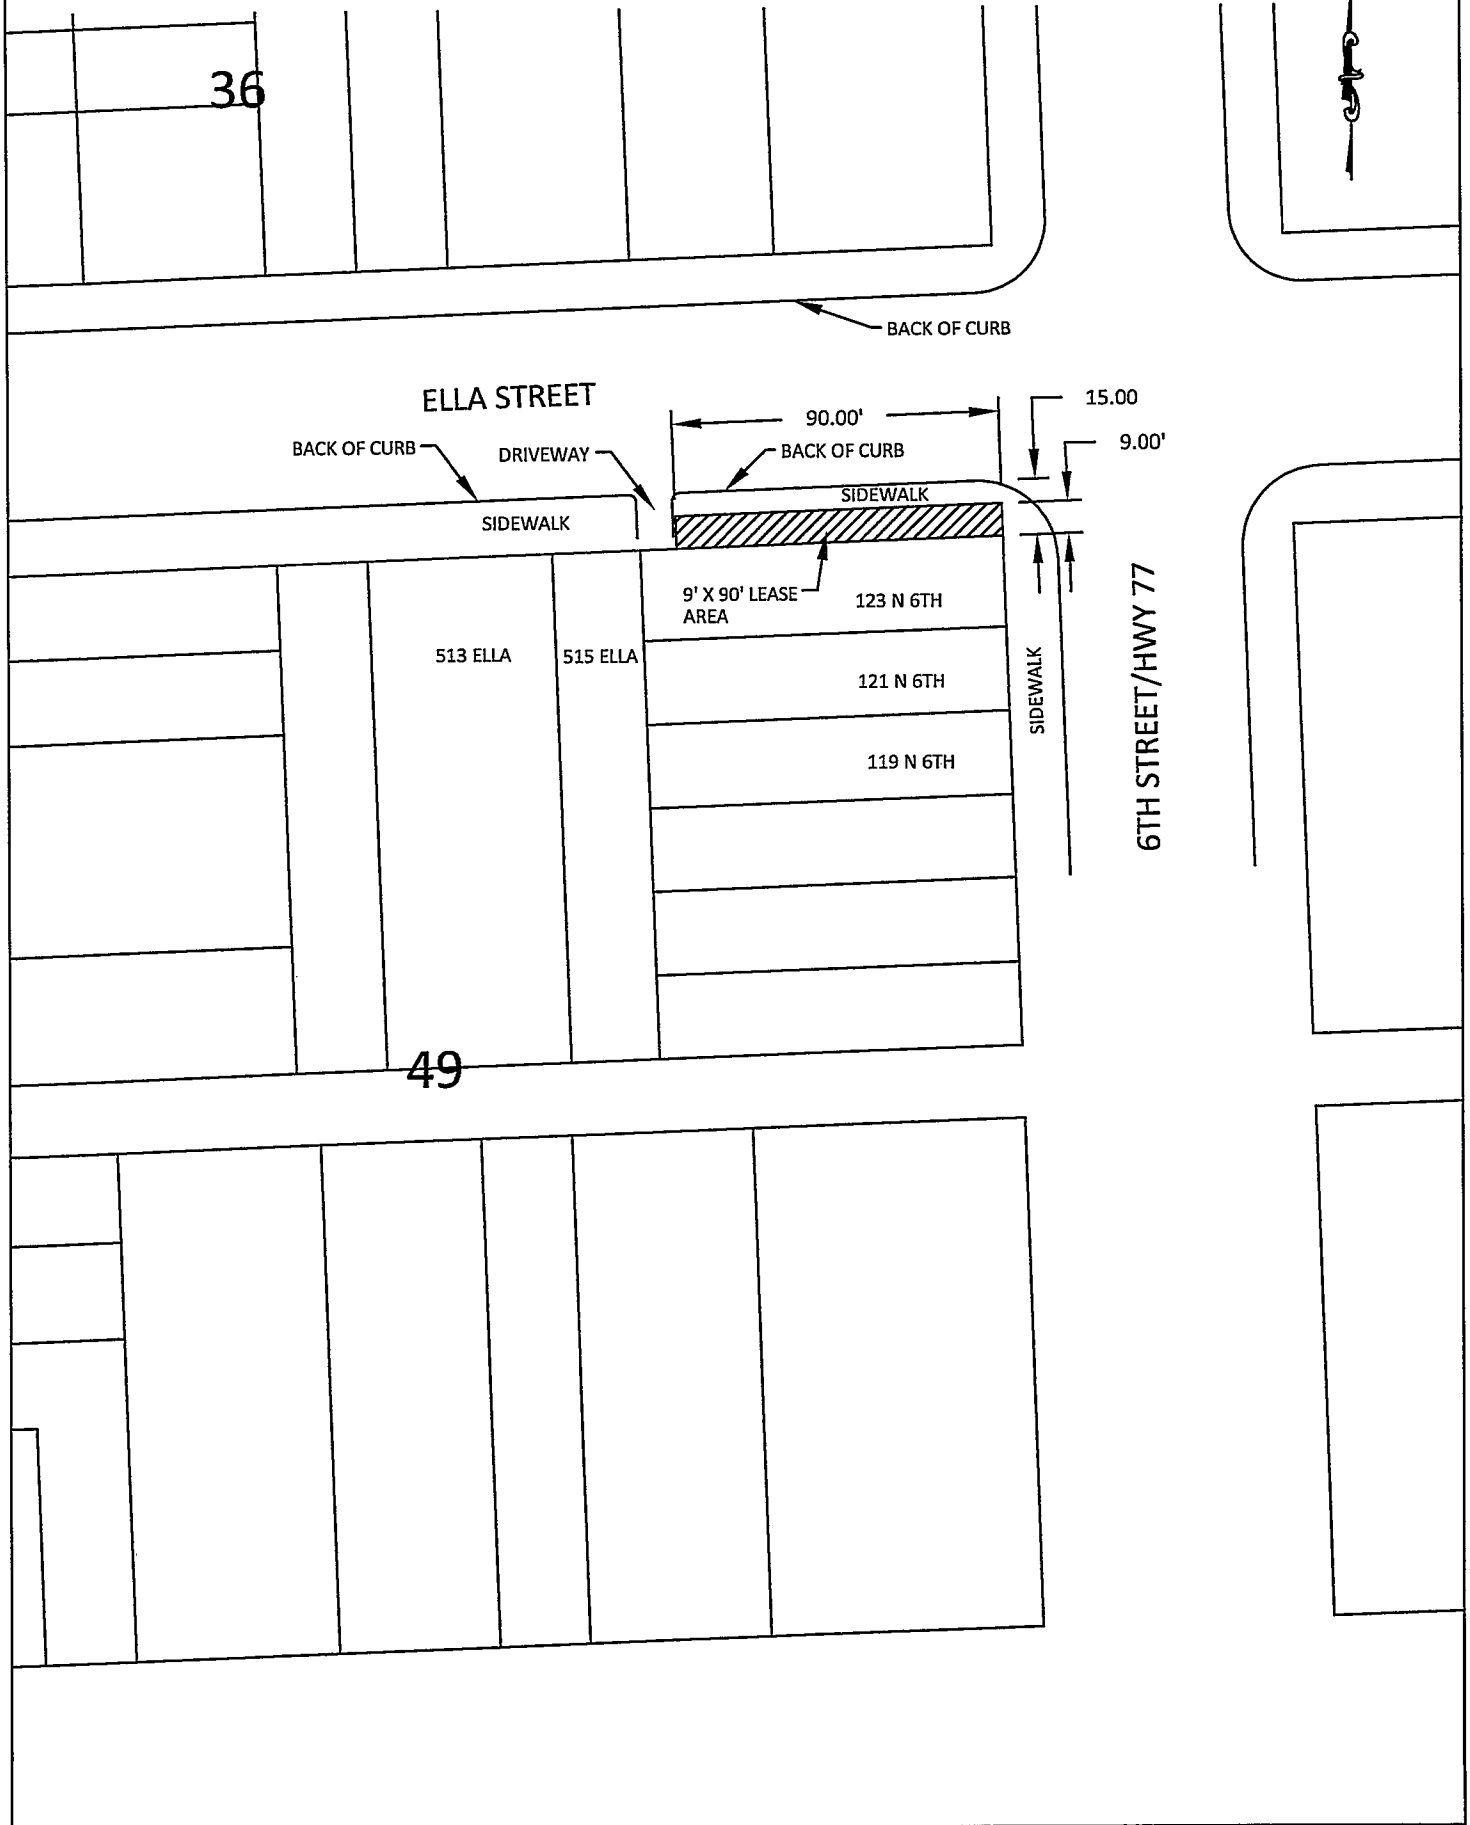 36
BACK OF CURB
ELLA STREET
15.00
90.00'
9.00'
BACK OF CURB
DRIVEWAY
BACK OF CURB
SIDEWALK
SIDEWALK
9' X 90' LEASE
AREA
123 N 6TH
513 ELLA
515 ELLA
121 N 6TH
SIDEWALK
6TH STREET/HWY 77
119 N 6TH
49